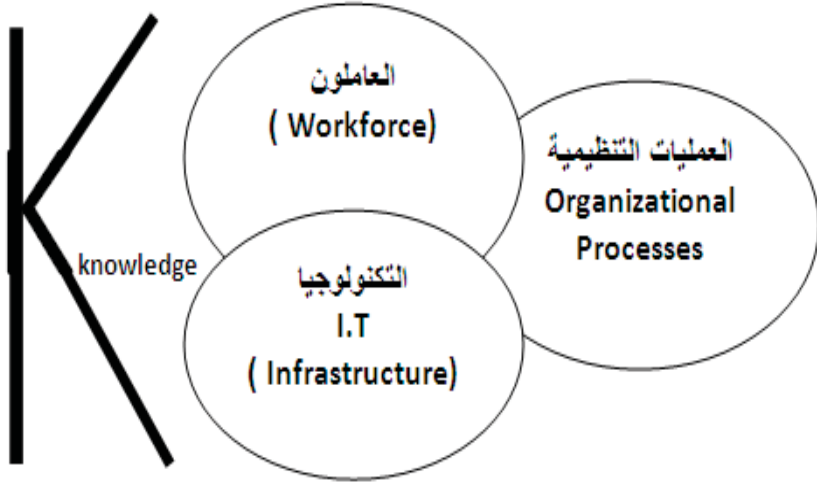 العاملون
( Workforce)
العمليات التنظيمية
Organizational
Processes
knowledge
التكنولوجيا
I.T
( Infrastructure)